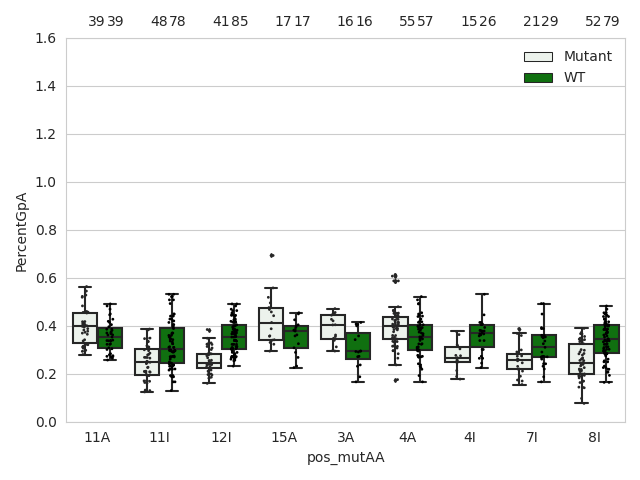 39 39 48 78 41 85 17 17 16 16 55 57 15 26 21 29 52 79
1.6
Mutant
WT
1.4
1.2
1.0
0.8
0.6
0.4
0.2
0.0
PercentGpA
11A 11I 12I 15A 3A 4A 4I 7I 8I
pos_mutAA